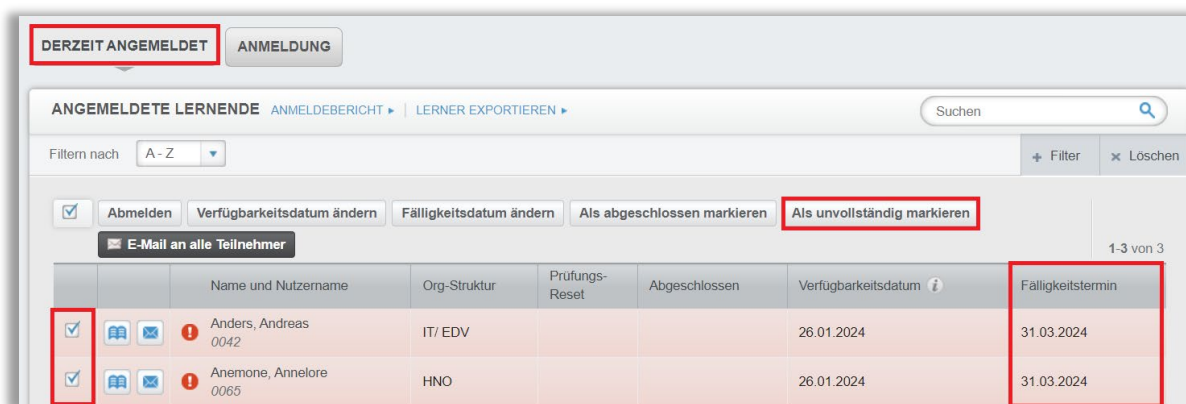 DERZEIT ANGEMELDET ANMELDUNG
ANGEMELDETE LERNENDE ANMELDEBERICHT ▸ | LERNER EXPORTIEREN ▸ Suchen
Filtern nach A - Z + Filter × Löschen
Abmelden Verfügbarkeitsdatum ändern Fälligkeitsdatum ändern Als abgeschlossen markieren Als unvollständig markieren
E-Mail an alle Teilnehmer 1-3 von 3
Name und Nutzername Org-Struktur Prüfungs-Reset Abgeschlossen Verfügbarkeitsdatum i Fälligkeitstermin
Anders, Andreas IT/ EDV 26.01.2024 31.03.2024
0042
Anemone, Annelore HNO 26.01.2024 31.03.2024
0065